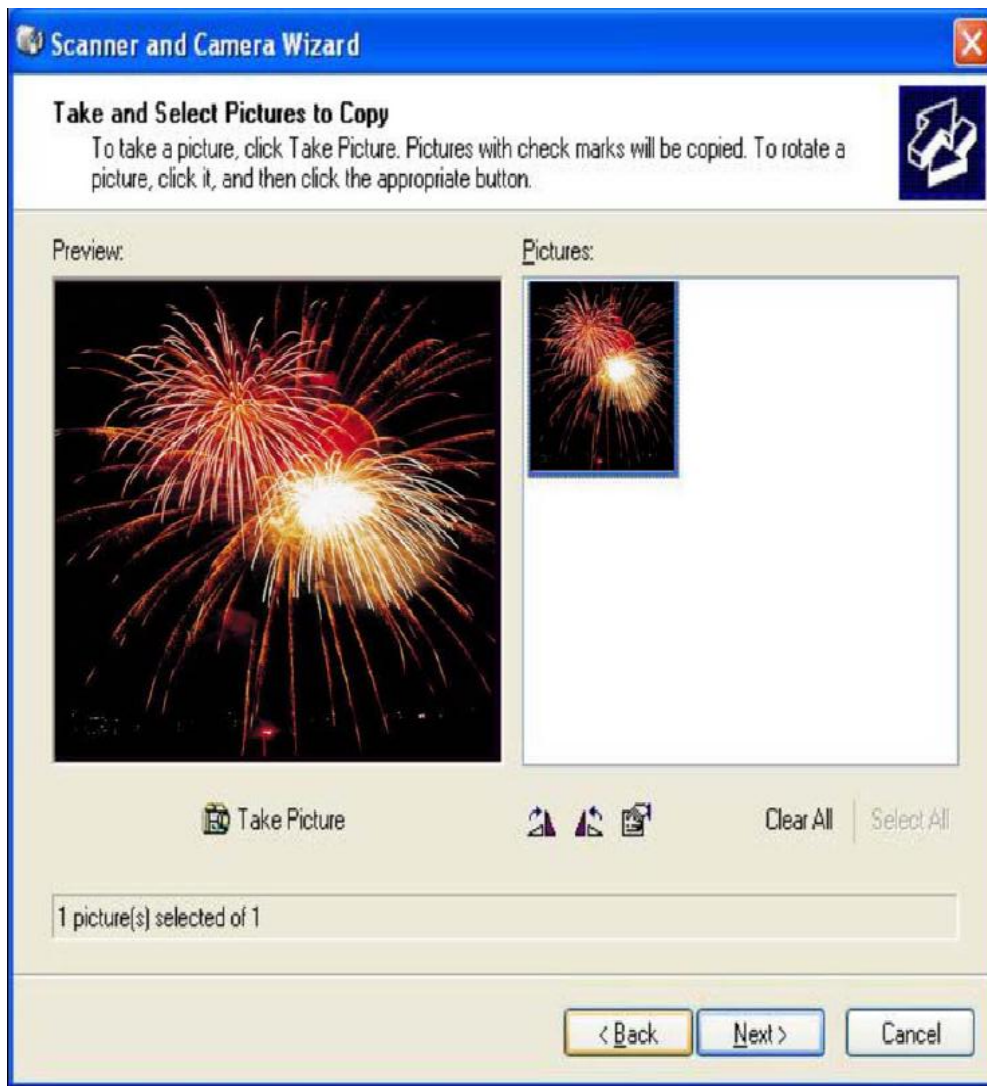 Scanner and Camera Wizard
Take and Select Pictures to Copy
To take a picture, click Take Picture. Pictures with check marks will be copied. To rotate a
picture, click it, and then click the appropriate button.
Preview:
Pictures:
Take Picture
Clear All
Select All
1 picture(s) selected of 1
< Back
Next >
Cancel